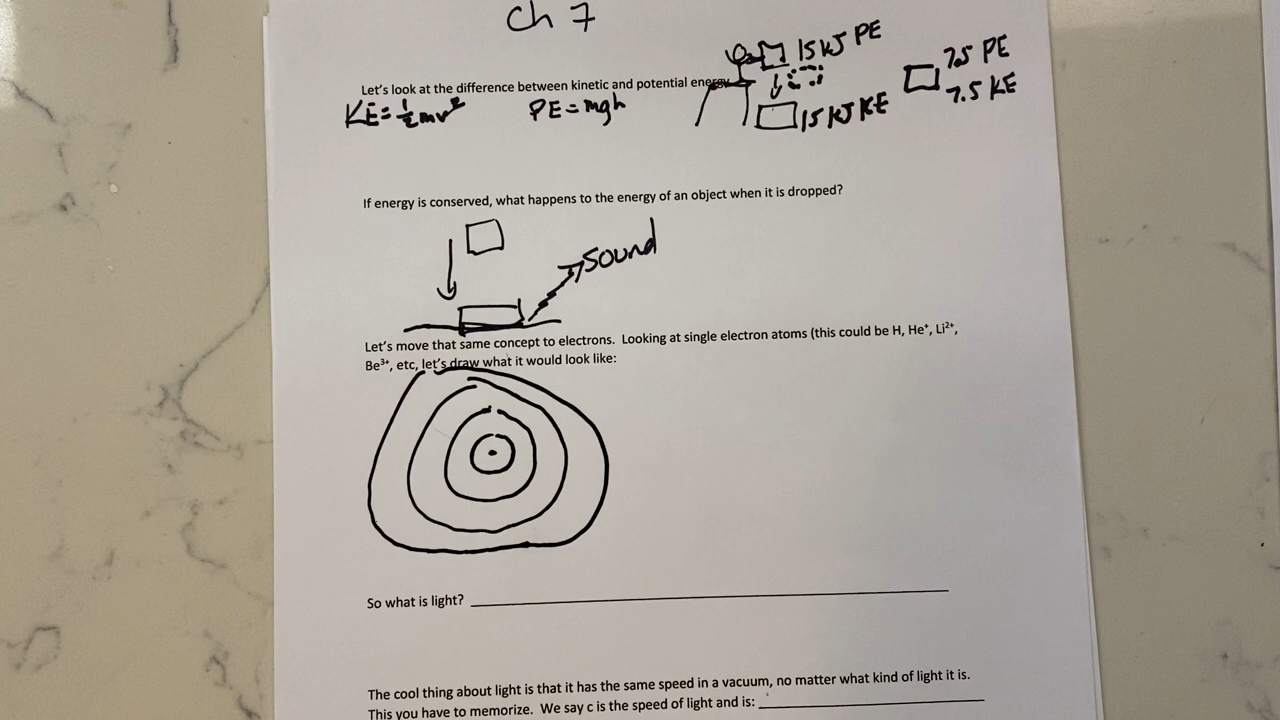 Ch 7
15 kJ PE
7.5 PE
7.5 KE
Let's look at the difference between kinetic and potential energy
KE=½mv²
PE=mgh
15 kJ KE
If energy is conserved, what happens to the energy of an object when it is dropped?
Sound
Let's move that same concept to electrons. Looking at single electron atoms (this could be H, He⁺, Li²⁺,
Be³⁺, etc, let's draw what it would look like:
So what is light?
The cool thing about light is that it has the same speed in a vacuum, no matter what kind of light it is.
This you have to memorize. We say c is the speed of light and is: